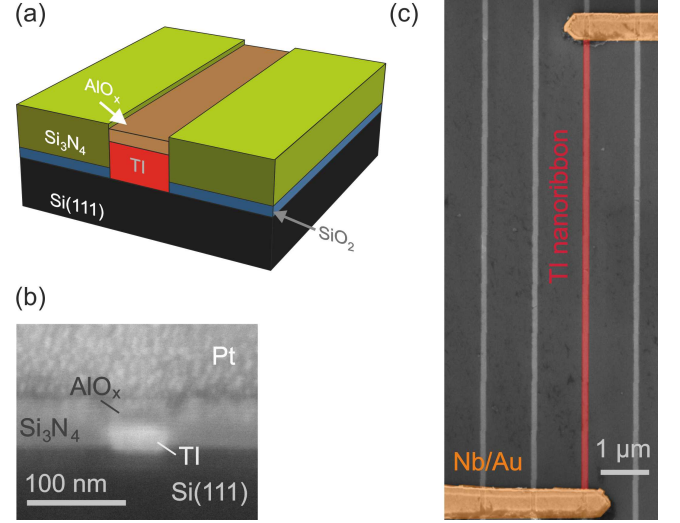 (a)
AlOₓ
Si₃N₄
TI
Si(111)
SiO₂
(b)
Pt
AlOₓ
Si₃N₄
TI
100 nm
Si(111)
(c)
TI nanoribbon
Nb/Au
1 µm